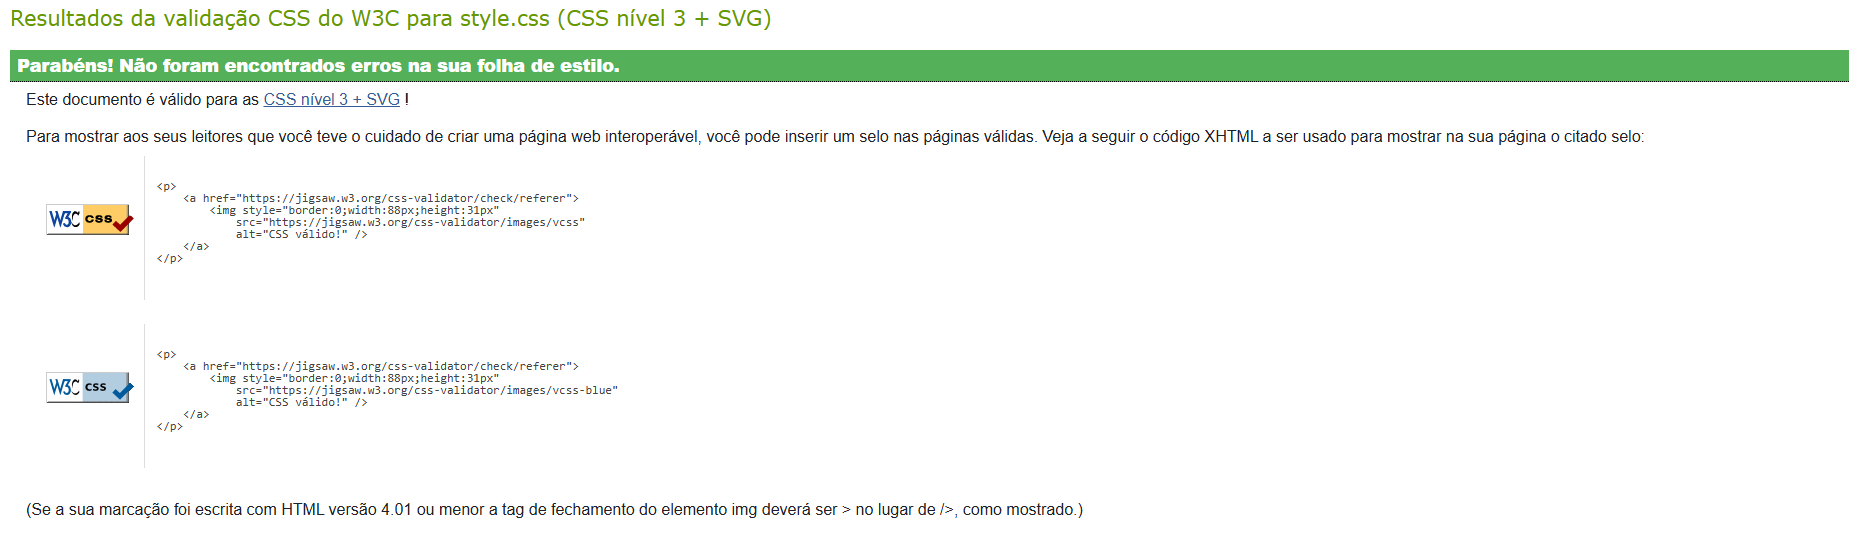 Resultados da validação CSS do W3C para style.css (CSS nível 3 + SVG)
Parabéns! Não foram encontrados erros na sua folha de estilo.
Este documento é válido para as CSS nível 3 + SVG !
Para mostrar aos seus leitores que você teve o cuidado de criar uma página web interoperável, você pode inserir um selo nas páginas válidas. Veja a seguir o código XHTML a ser usado para mostrar na sua página o citado selo:
<p>
<a href="https://jigsaw.w3.org/css-validator/check/referer">
<img style="border:0;width:88px;height:31px"
W3C css
src="https://jigsaw.w3.org/css-validator/images/vcss"
alt="CSS válido!" />
</a>
</p>
<p>
<a href="https://jigsaw.w3.org/css-validator/check/referer">
<img style="border:0;width:88px;height:31px"
W3C css
src="https://jigsaw.w3.org/css-validator/images/vcss-blue"
alt="CSS válido!" />
</a>
</p>
(Se a sua marcação foi escrita com HTML versão 4.01 ou menor a tag de fechamento do elemento img deverá ser > no lugar de />, como mostrado.)